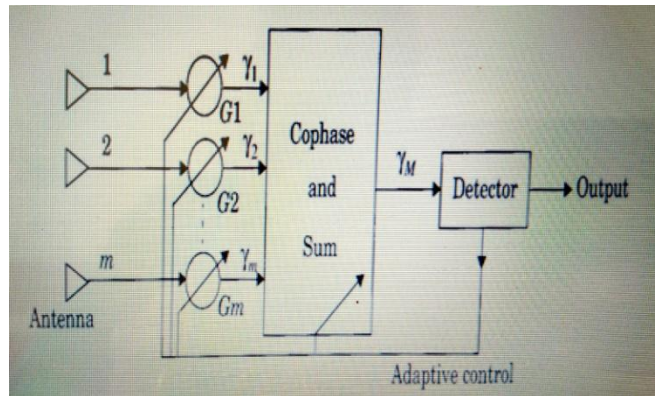 1
γ1
G1
2
γ2
G2
Cophase
and
Sum
γM
Detector
Output
m
γm
Gm
Antenna
Adaptive control